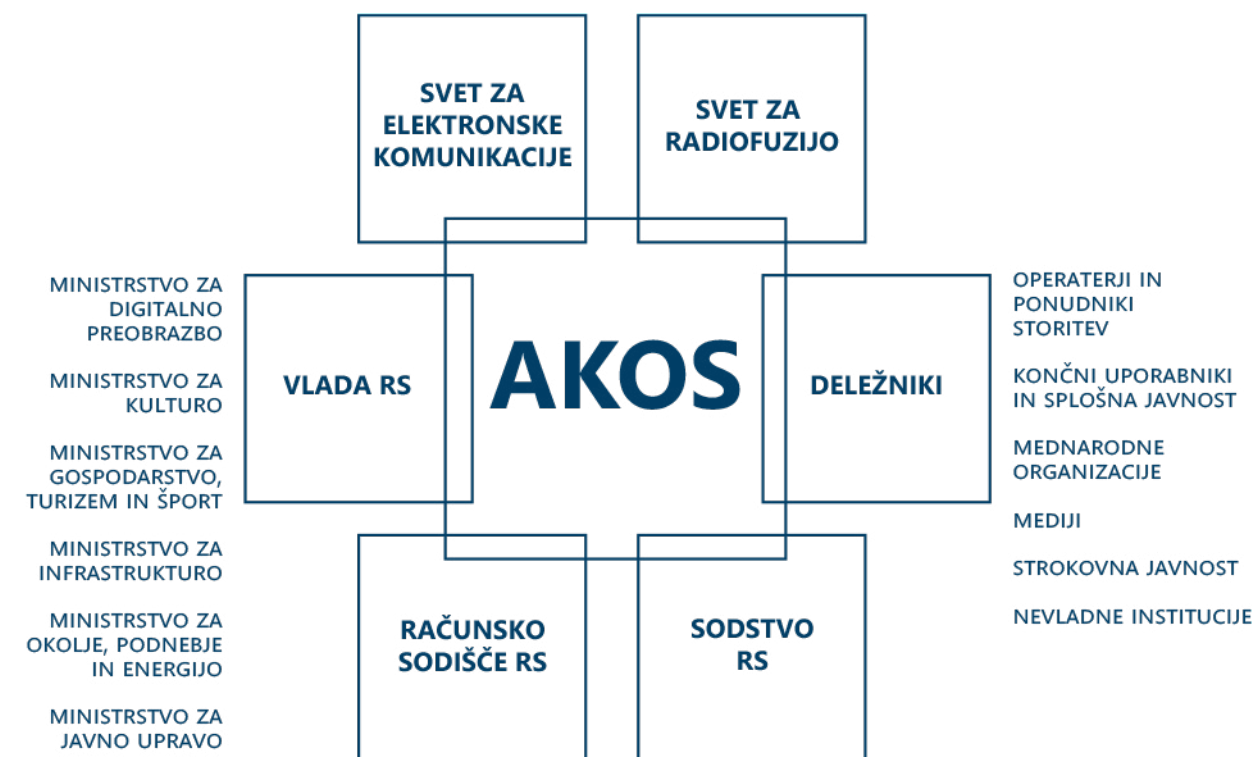 SVET ZA
ELEKTRONSKE
KOMUNIKACIJE
SVET ZA
RADIOFUZIJO
MINISTRSTVO ZA
DIGITALNO
PREOBRAZBO
MINISTRSTVO ZA
KULTURO
MINISTRSTVO ZA
GOSPODARSTVO,
TURIZEM IN ŠPORT
MINISTRSTVO ZA
INFRASTRUKTURO
MINISTRSTVO ZA
OKOLJE, PODNEBJE
IN ENERGIJO
MINISTRSTVO ZA
JAVNO UPRAVO
VLADA RS
AKOS
DELEŽNIKI
OPERATERJI IN
PONUDNIKI
STORITEV
KONČNI UPORABNIKI
IN SPLOŠNA JAVNOST
MEDNARODNE
ORGANIZACIJE
MEDIJI
STROKOVNA JAVNOST
NEVLADNE INSTITUCIJE
RAČUNSKO
SODIŠČE RS
SODSTVO
RS